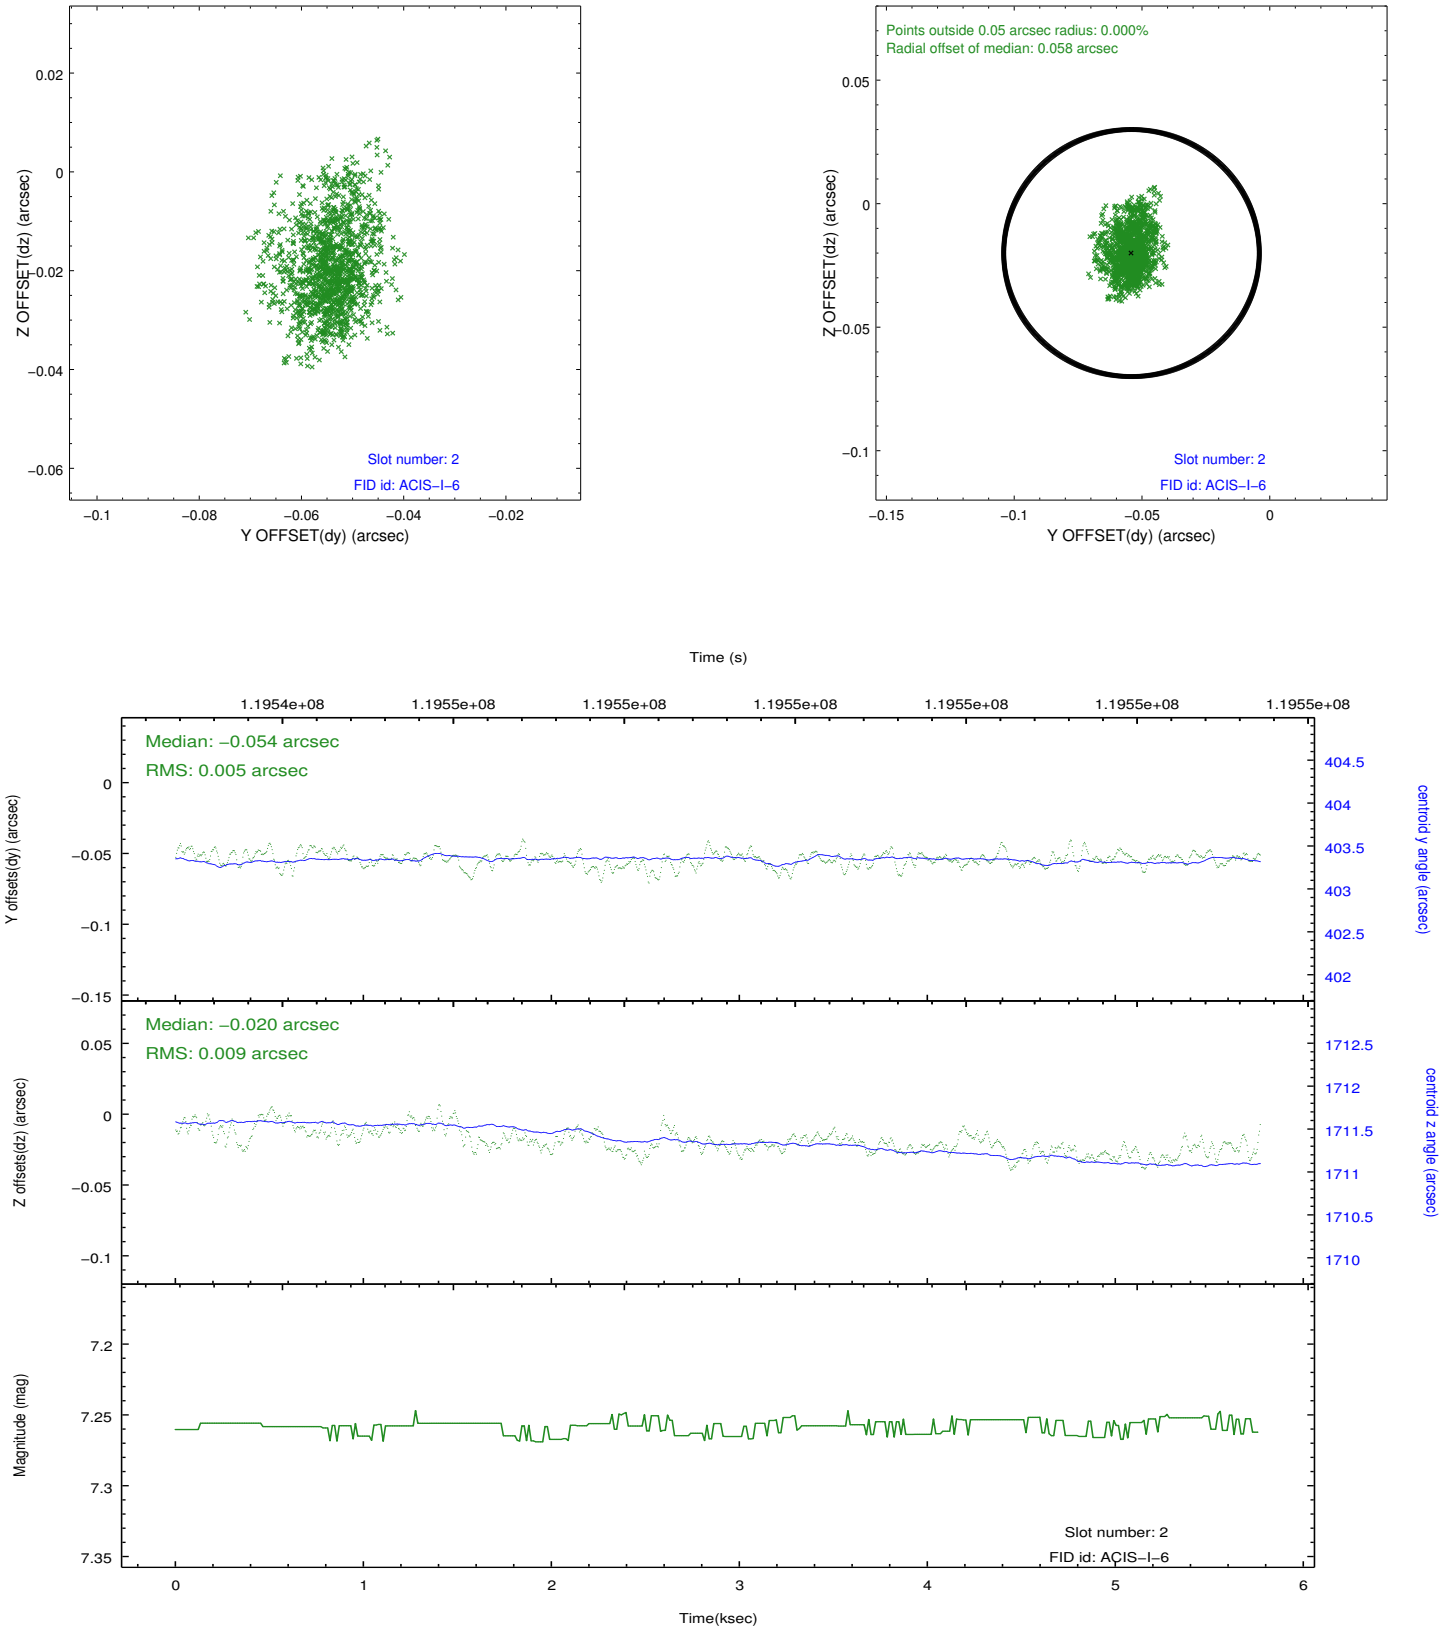 Points outside 0.05 arcsec radius: 0.000%
Radial offset of median: 0.058 arcsec
0.02
0
−0.02
−0.04
−0.06
Z OFFSET(dz) (arcsec)
Slot number: 2
FID id: ACIS−I−6
−0.1
−0.08
−0.06
−0.04
−0.02
Y OFFSET(dy) (arcsec)
0.05
0
−0.05
−0.1
Z OFFSET(dz) (arcsec)
Slot number: 2
FID id: ACIS−I−6
−0.15
−0.1
−0.05
0
Y OFFSET(dy) (arcsec)
Time (s)
1.1954e+08 1.1955e+08 1.1955e+08 1.1955e+08 1.1955e+08 1.1955e+08 1.1955e+08
Median: −0.054 arcsec
RMS: 0.005 arcsec
0
−0.05
−0.1
−0.15
Y offsets(dy) (arcsec)
404.5
404
403.5
403
402.5
402
centroid y angle (arcsec)
Median: −0.020 arcsec
RMS: 0.009 arcsec
0.05
0
−0.05
−0.1
Z offsets(dz) (arcsec)
1712.5
1712
1711.5
1711
1710.5
1710
centroid z angle (arcsec)
7.2
7.25
7.3
7.35
Magnitude (mag)
Slot number: 2
FID id: ACIS−I−6
0 1 2 3 4 5 6
Time(ksec)